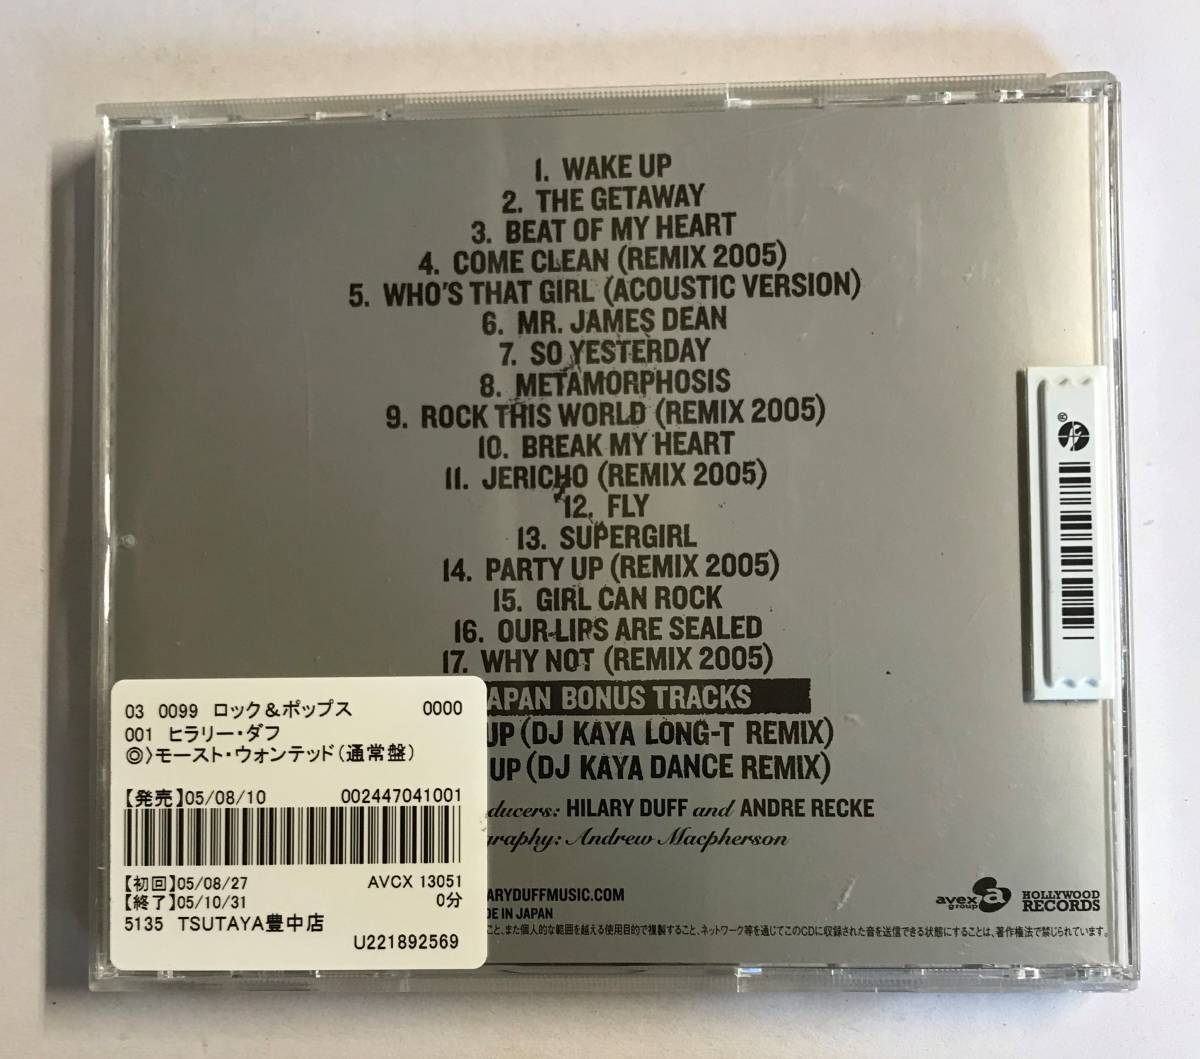 1. WAKE UP
2. THE GETAWAY
3. BEAT OF MY HEART
4. COME CLEAN (REMIX 2005)
5. WHO'S THAT GIRL (ACOUSTIC VERSION)
6. MR. JAMES DEAN
7. SO YESTERDAY
8. METAMORPHOSIS
9. ROCK THIS WORLD (REMIX 2005)
10. BREAK MY HEART
11. JERICHO (REMIX 2005)
12. FLY
13. SUPERGIRL
14. PARTY UP (REMIX 2005)
15. GIRL CAN ROCK
16. OUR LIPS ARE SEALED
17. WHY NOT (REMIX 2005)
APAN BONUS TRACKS
UP (DJ KAYA LONG-T REMIX)
UP (DJ KAYA DANCE REMIX)
ducers: HILARY DUFF and ANDRE RECKE
graphy: Andrew Macpherson
ARYDUFFMUSIC.COM
DE IN JAPAN
avex group
HOLLYWOOD RECORDS
こと、また個人的な範囲を越える使用目的で複製すること、ネットワーク等を通じてこのCDに収録された音を送信できる状態にすることは、著作権法で禁じられています。
03 0099 ロック&ポップス 0000
001 ヒラリー・ダフ
◎〉モースト・ウォンテッド(通常盤)
【発売】05/08/10 002447041001
【初回】05/08/27 AVCX 13051
【終了】05/10/31 0分
5135 TSUTAYA豊中店
U221892569